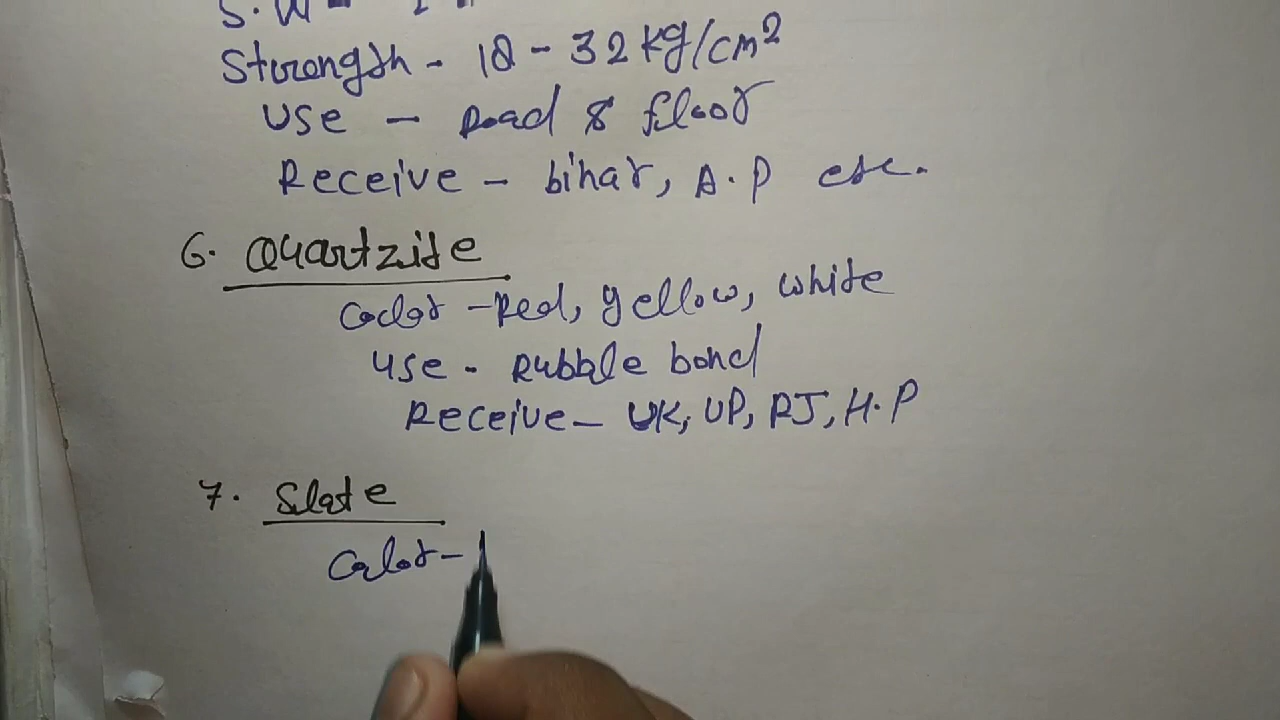 S.W
Strength - 18 - 32 kg/cm²
Use - Road & floor
Receive - bihar, A.P etc.
6. Quartzite
Color - Red, yellow, white
Use - Rubble bond
Receive - UK, UP, RJ, H.P
7. Slate
Color -